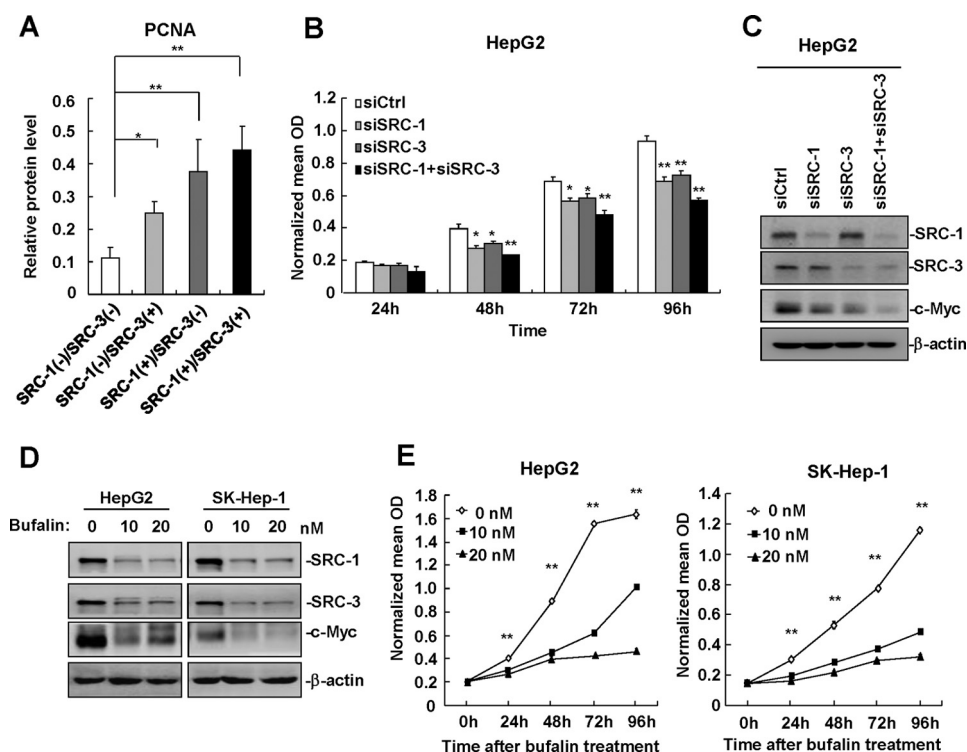 A
PCNA
**
**
*
Relative protein level
0.6
0.5
0.4
0.3
0.2
0.1
0
SRC-1(-)/SRC-3(-)
SRC-1(-)/SRC-3(+)
SRC-1(+)/SRC-3(-)
SRC-1(+)/SRC-3(+)
B
HepG2
Normalized mean OD
1.2
1.0
0.8
0.6
0.4
0.2
0.0
siCtrl
siSRC-1
siSRC-3
siSRC-1+siSRC-3
* * **
* * **
** ** **
24h 48h 72h 96h
Time
C
HepG2
siCtrl
siSRC-1
siSRC-3
siSRC-1+siSRC-3
-SRC-1
-SRC-3
-c-Myc
-β-actin
D
HepG2 SK-Hep-1
Bufalin: 0 10 20 0 10 20 nM
-SRC-1
-SRC-3
-c-Myc
-β-actin
E
HepG2
Normalized mean OD
1.8
1.6
1.4
1.2
1.0
0.8
0.6
0.4
0.2
0 nM
10 nM
20 nM
** ** ** **
0h 24h 48h 72h 96h
Time after bufalin treatment
SK-Hep-1
Normalized mean OD
1.4
1.2
1.0
0.8
0.6
0.4
0.2
0
0 nM
10 nM
20 nM
** ** ** **
0h 24h 48h 72h 96h
Time after bufalin treatment